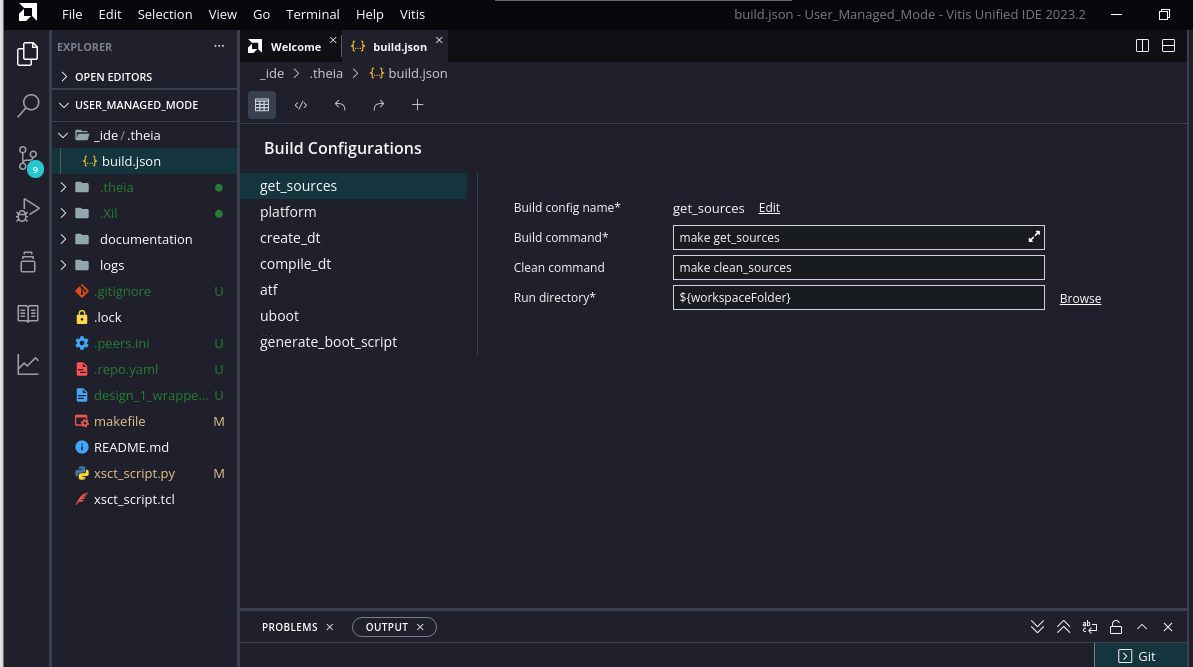 File Edit Selection View Go Terminal Help Vitis
build.json - User_Managed_Mode - Vitis Unified IDE 2023.2
EXPLORER ...
OPEN EDITORS
USER_MANAGED_MODE
_ide / .theia
{..} build.json
.theia
.Xil
documentation
logs
.gitignore U
.lock
.peers.ini U
.repo.yaml U
design_1_wrappe... U
makefile M
README.md
xsct_script.py M
xsct_script.tcl
9
Welcome ×
{..} build.json ×
_ide > .theia > {..} build.json
</>
Build Configurations
get_sources
platform
create_dt
compile_dt
atf
uboot
generate_boot_script
Build config name* get_sources Edit
Build command* make get_sources
Clean command make clean_sources
Run directory* ${workspaceFolder} Browse
PROBLEMS × OUTPUT ×
Git